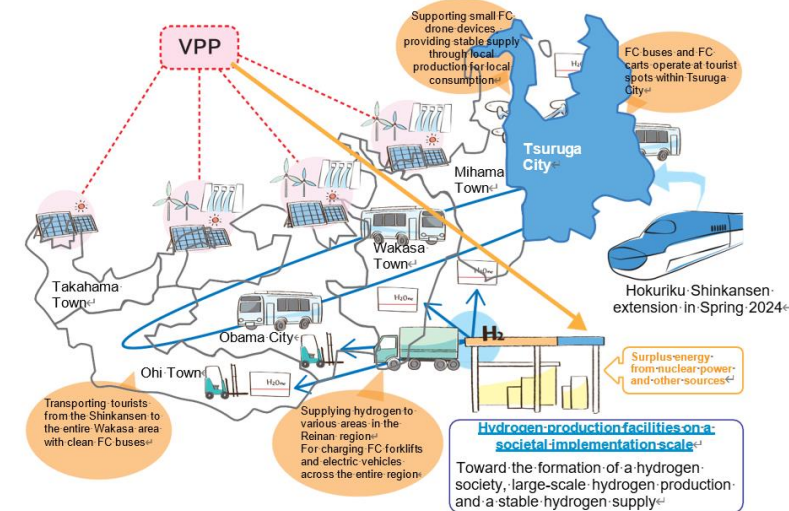 VPP
Supporting small FC
drone devices,
providing stable supply
through local
production for local
consumption
FC buses and FC
carts operate at tourist
spots within Tsuruga
City
Tsuruga
City
Mihama
Town
Wakasa
Town
Takahama
Town
Obama City
Ohi Town
Hokuriku Shinkansen
extension in Spring 2024
H₂
Surplus energy
from nuclear power
and other sources
Transporting tourists
from the Shinkansen to
the entire Wakasa area
with clean FC buses
Supplying hydrogen to
various areas in the
Reinan region
For charging FC forklifts
and electric vehicles
across the entire region
Hydrogen production facilities on a
societal implementation scale
Toward the formation of a hydrogen
society, large-scale hydrogen production
and a stable hydrogen supply